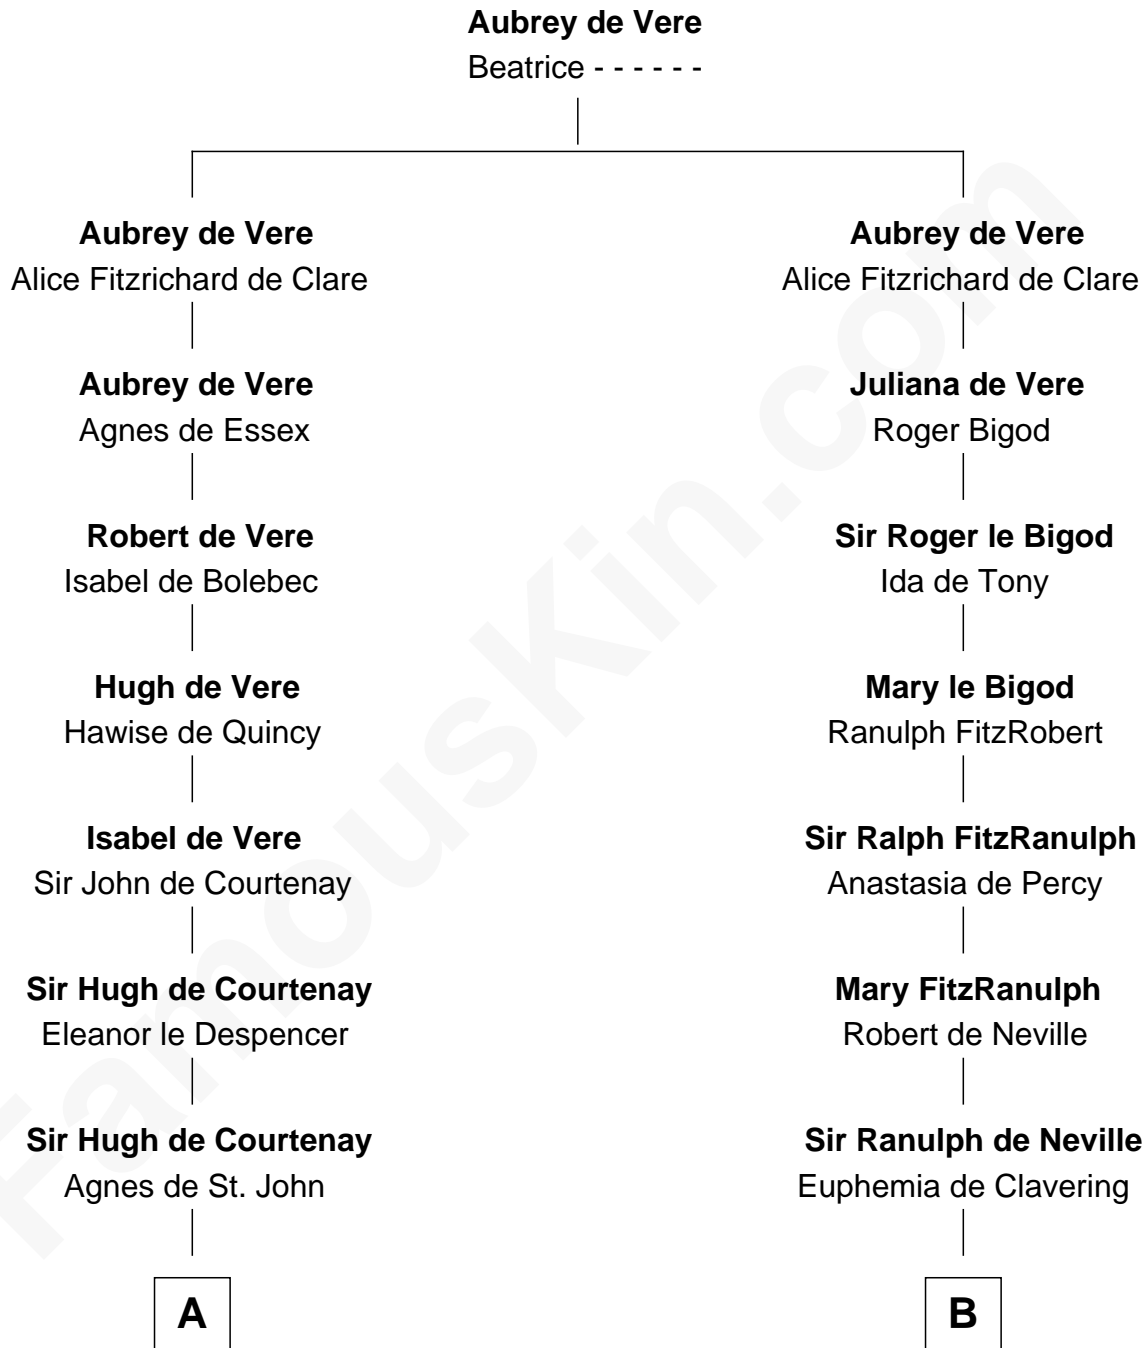 Aubrey de Vere
Beatrice - - - - - -
Aubrey de Vere
Alice Fitzrichard de Clare
Aubrey de Vere
Agnes de Essex
Robert de Vere
Isabel de Bolebec
Hugh de Vere
Hawise de Quincy
Isabel de Vere
Sir John de Courtenay
Sir Hugh de Courtenay
Eleanor le Despencer
Sir Hugh de Courtenay
Agnes de St. John
A
Aubrey de Vere
Alice Fitzrichard de Clare
Juliana de Vere
Roger Bigod
Sir Roger le Bigod
Ida de Tony
Mary le Bigod
Ranulph FitzRobert
Sir Ralph FitzRanulph
Anastasia de Percy
Mary FitzRanulph
Robert de Neville
Sir Ranulph de Neville
Euphemia de Clavering
B
FamousKin.com